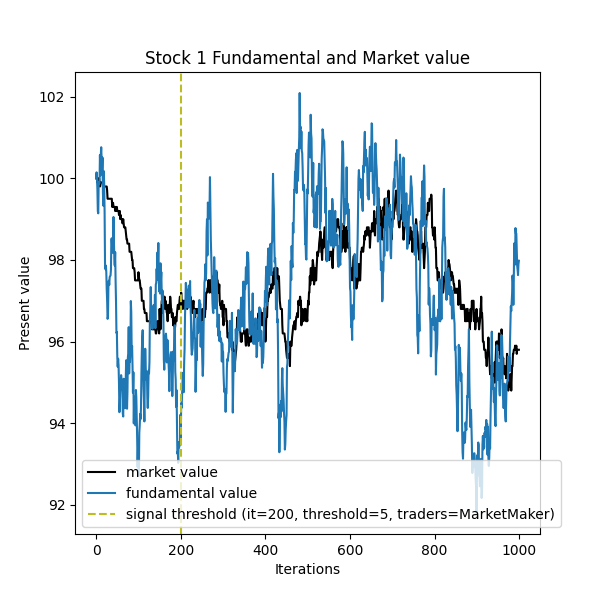 Stock 1 Fundamental and Market value
102
100
98
96
94
92
Present value
market value
fundamental value
signal threshold (it=200, threshold=5, traders=MarketMaker)
0 200 400 600 800 1000
Iterations